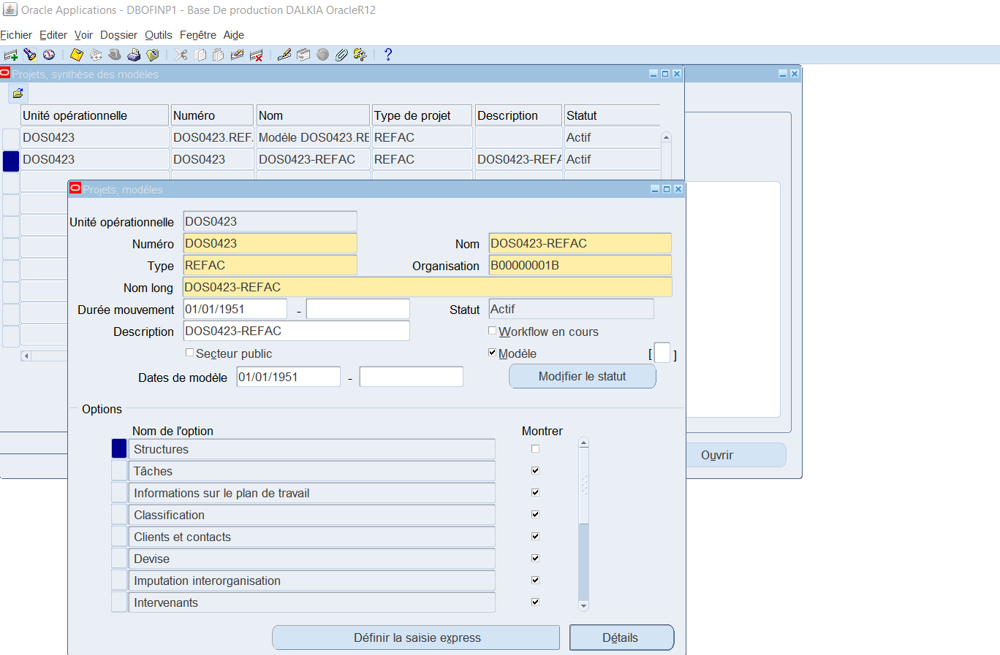 Oracle Applications - DBOFINP1 - Base De production DALKIA OracleR12
Fichier Editer Voir Dossier Outils Fenêtre Aide
Projets, synthèse des modèles
Unité opérationnelle Numéro Nom Type de projet Description Statut
DOS0423 DOS0423.REF. Modèle DOS0423.RE REFAC Actif
DOS0423 DOS0423 DOS0423-REFAC REFAC DOS0423-REFA Actif
Projets, modèles
Unité opérationnelle DOS0423
Numéro DOS0423 Nom DOS0423-REFAC
Type REFAC Organisation B00000001B
Nom long DOS0423-REFAC
Durée mouvement 01/01/1951 - Statut Actif
Description DOS0423-REFAC Workflow en cours
Secteur public Modèle [ ]
Dates de modèle 01/01/1951 - Modifier le statut
Options
Nom de l'option Montrer
Structures
Tâches
Informations sur le plan de travail
Classification
Clients et contacts
Devise
Imputation interorganisation
Intervenants
Ouvrir
Définir la saisie express Détails